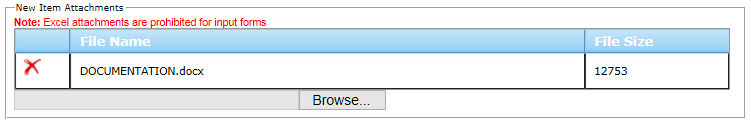 New Item Attachments
Note: Excel attachments are prohibited for input forms
File Name File Size
DOCUMENTATION.docx 12753
Browse...